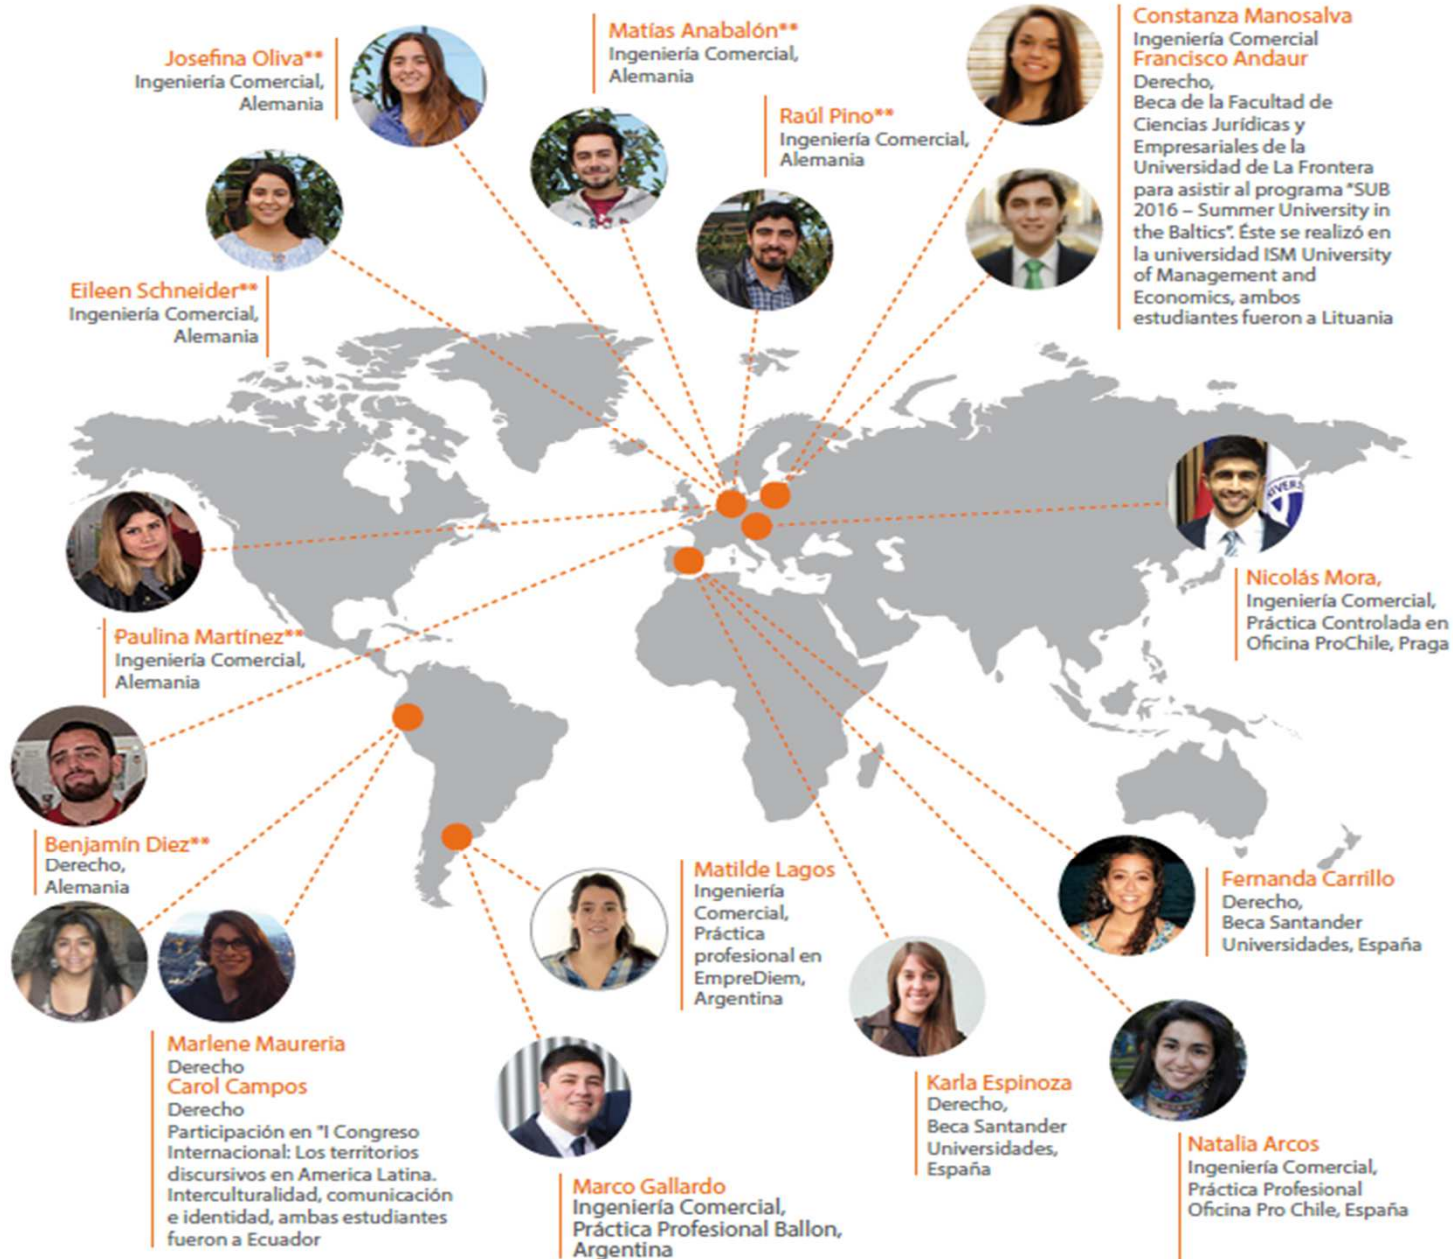 Josefina Oliva**
Ingeniería Comercial,
Alemania
Matías Anabalón**
Ingeniería Comercial,
Alemania
Raúl Pino**
Ingeniería Comercial,
Alemania
Constanza Manosalva
Ingeniería Comercial
Francisco Andaur
Derecho,
Beca de la Facultad de
Ciencias Jurídicas y
Empresariales de la
Universidad de La Frontera
para asistir al programa "SUB
2016 – Summer University in
the Baltics". Éste se realizó en
la universidad ISM University
of Management and
Economics, ambos
estudiantes fueron a Lituania
Eileen Schneider**
Ingeniería Comercial,
Alemania
Nicolás Mora,
Ingeniería Comercial,
Práctica Controlada en
Oficina ProChile, Praga
Paulina Martínez**
Ingeniería Comercial,
Alemania
Benjamín Diez**
Derecho,
Alemania
Matilde Lagos
Ingeniería
Comercial,
Práctica
profesional en
EmpreDiem,
Argentina
Fernanda Carrillo
Derecho,
Beca Santander
Universidades, España
Marlene Maureria
Derecho
Carol Campos
Derecho
Participación en "I Congreso
Internacional: Los territorios
discursivos en America Latina.
Interculturalidad, comunicación
e identidad, ambas estudiantes
fueron a Ecuador
Marco Gallardo
Ingeniería Comercial,
Práctica Profesional Ballon,
Argentina
Karla Espinoza
Derecho,
Beca Santander
Universidades,
España
Natalia Arcos
Ingeniería Comercial,
Práctica Profesional
Oficina Pro Chile, España